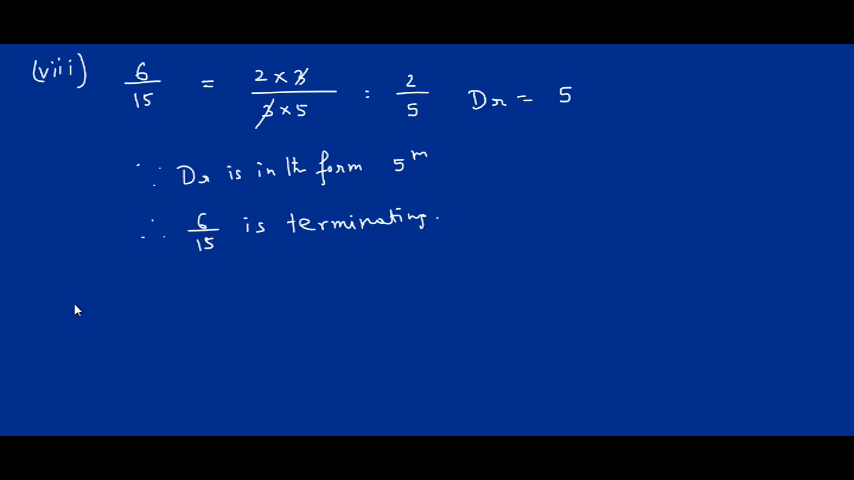 (viii) 6/15 = 2 × 3 / 3 × 5 : 2/5 Dr = 5
∵ Dr is in th form 5^m
∴ 6/15 is terminating.